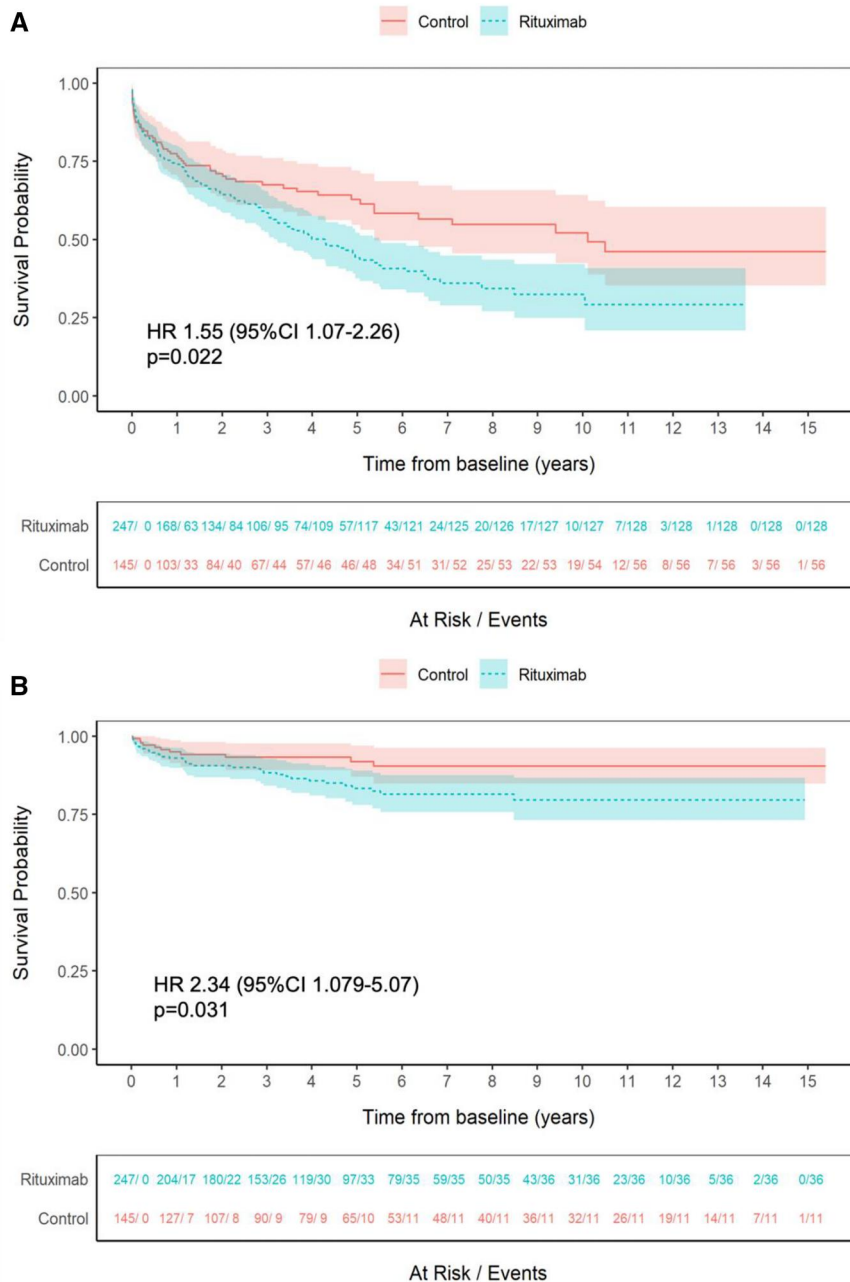 A
Control Rituximab
1.00
0.75
0.50
0.25
0.00
Survival Probability
HR 1.55 (95%CI 1.07-2.26)
p=0.022
0 1 2 3 4 5 6 7 8 9 10 11 12 13 14 15
Time from baseline (years)
Rituximab 247/ 0 168/ 63 134/ 84 106/ 95 74/109 57/117 43/121 24/125 20/126 17/127 10/127 7/128 3/128 1/128 0/128 0/128
Control 145/ 0 103/ 33 84/ 40 67/ 44 57/ 46 46/ 48 34/ 51 31/ 52 25/ 53 22/ 53 19/ 54 12/ 56 8/ 56 7/ 56 3/ 56 1/ 56
At Risk / Events
B
Control Rituximab
1.00
0.75
0.50
0.25
0.00
Survival Probability
HR 2.34 (95%CI 1.079-5.07)
p=0.031
0 1 2 3 4 5 6 7 8 9 10 11 12 13 14 15
Time from baseline (years)
Rituximab 247/ 0 204/17 180/22 153/26 119/30 97/33 79/35 59/35 50/35 43/36 31/36 23/36 10/36 5/36 2/36 0/36
Control 145/ 0 127/ 7 107/ 8 90/ 9 79/ 9 65/10 53/11 48/11 40/11 36/11 32/11 26/11 19/11 14/11 7/11 1/11
At Risk / Events